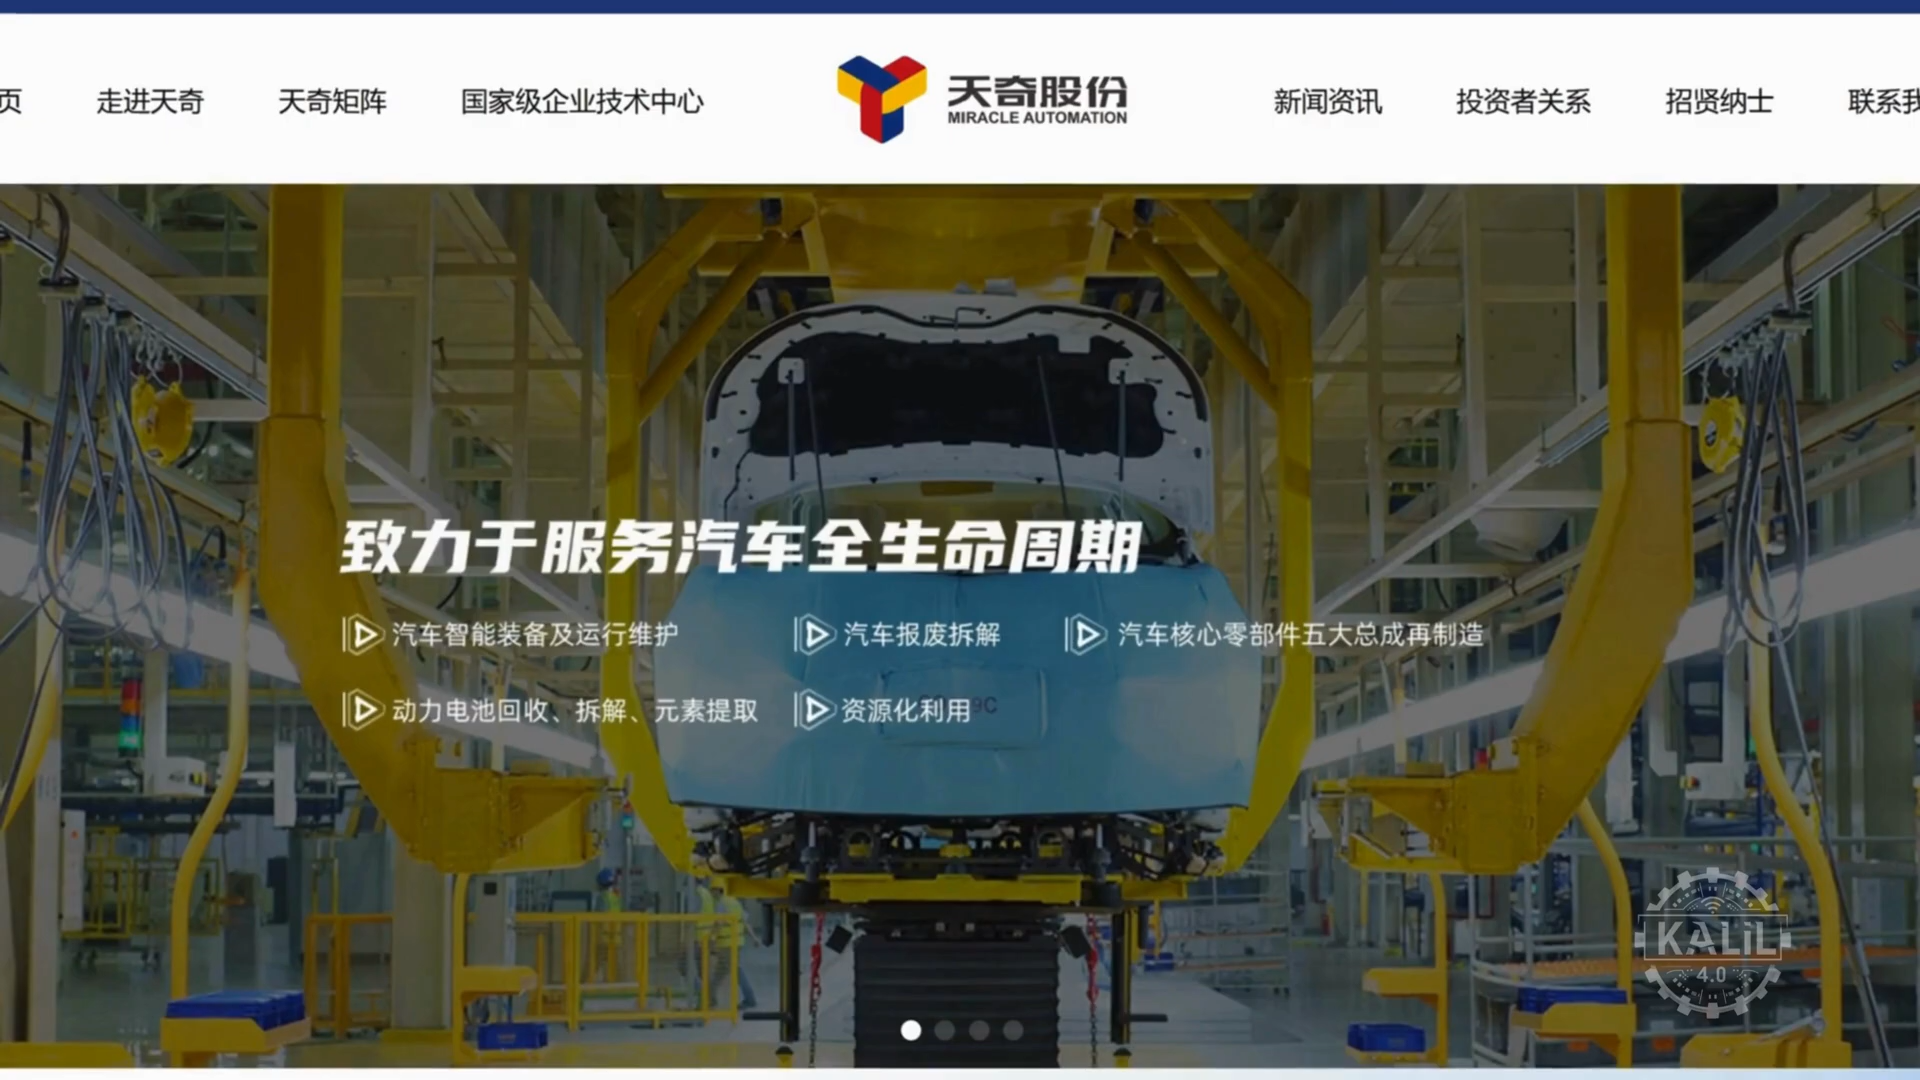 页 走进天奇 天奇矩阵 国家级企业技术中心 天奇股份 新闻资讯 投资者关系 招贤纳士 联系我
MIRACLE AUTOMATION
致力于服务汽车全生命周期
汽车智能装备及运行维护 汽车报废拆解 汽车核心零部件五大总成再制造
动力电池回收、拆解、元素提取 资源化利用
KALiL
4.0